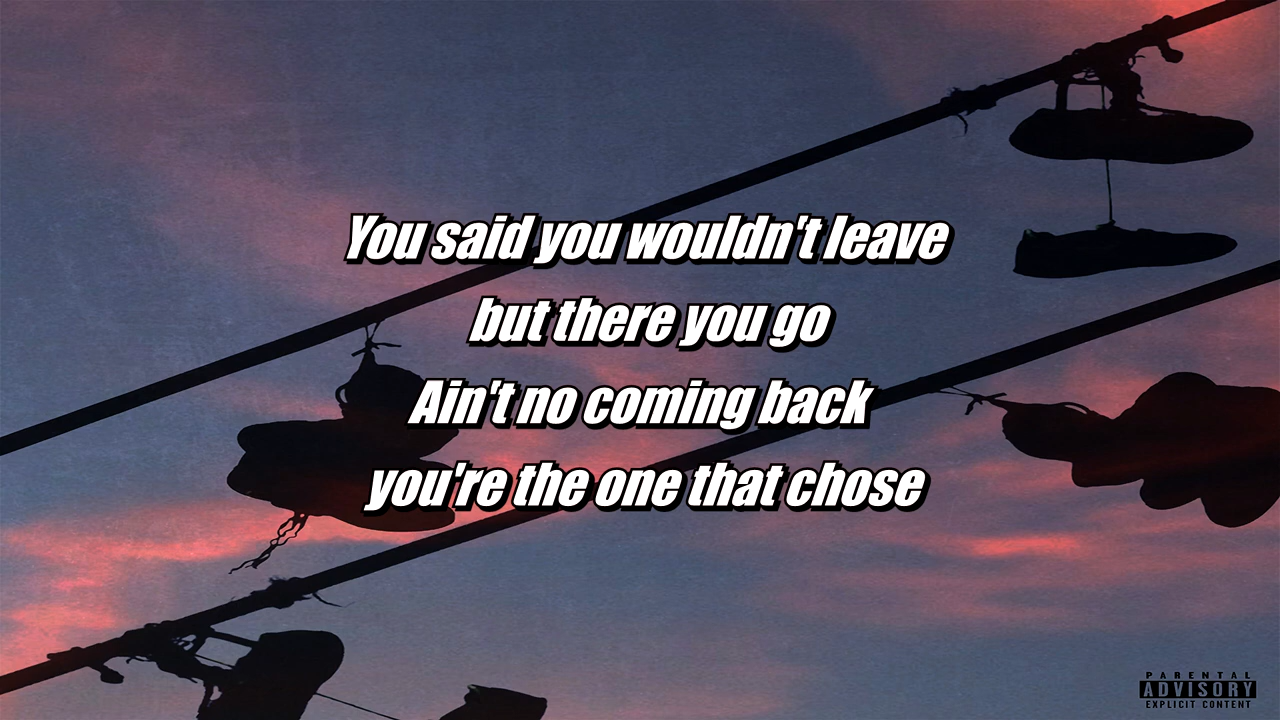 You said you wouldn't leave
but there you go
Ain't no coming back
you're the one that chose
PARENTAL
ADVISORY
EXPLICIT CONTENT